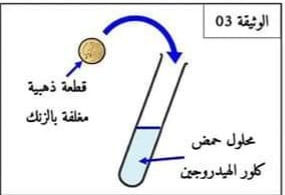 الوثيقة 03
قطعة ذهبية
مغلفة بالزنك
محلول حمض
كلور الهيدروجين